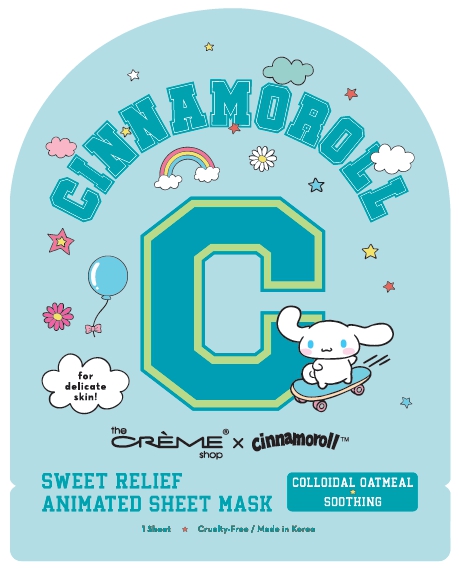 CINNAMOROLL
C
for
delicate
skin!
the CRÈME® shop x cinnamoroll™
SWEET RELIEF
ANIMATED SHEET MASK
COLLOIDAL OATMEAL
SOOTHING
1 Sheet ★ Cruelty-Free / Made in Korea